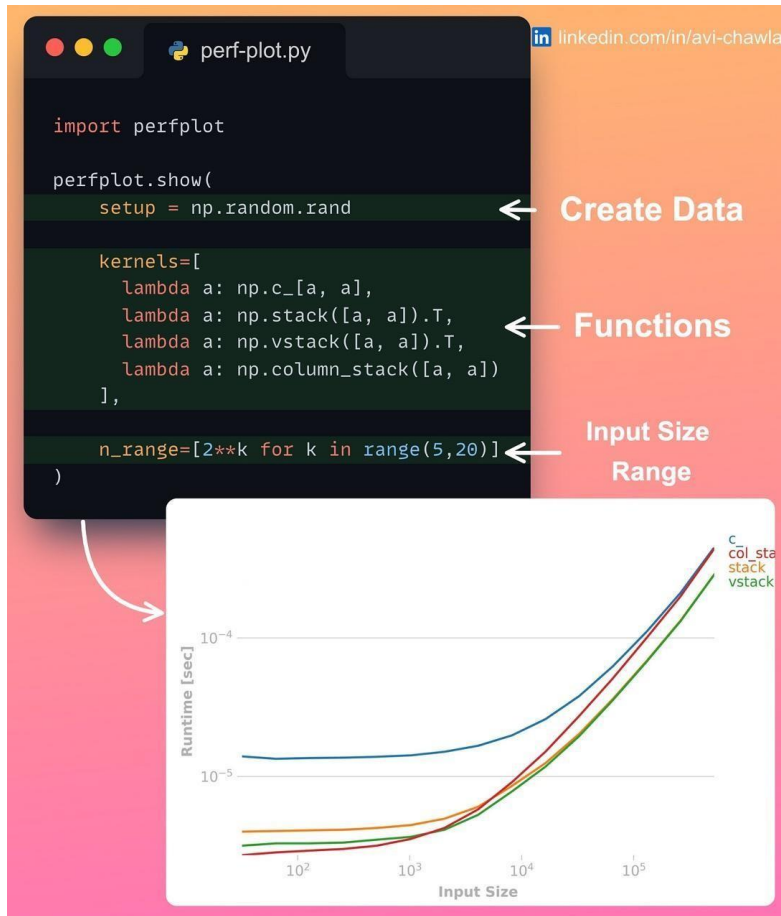 perf-plot.py
linkedin.com/in/avi-chawla
import perfplot
perfplot.show(
setup = np.random.rand
Create Data
kernels=[
lambda a: np.c_[a, a],
lambda a: np.stack([a, a]).T,
lambda a: np.vstack([a, a]).T,
lambda a: np.column_stack([a, a])
],
Functions
n_range=[2**k for k in range(5,20)]
)
Input Size
Range
c_
col_sta
stack
vstack
Runtime [sec]
10⁻⁴
10⁻⁵
10² 10³ 10⁴ 10⁵
Input Size